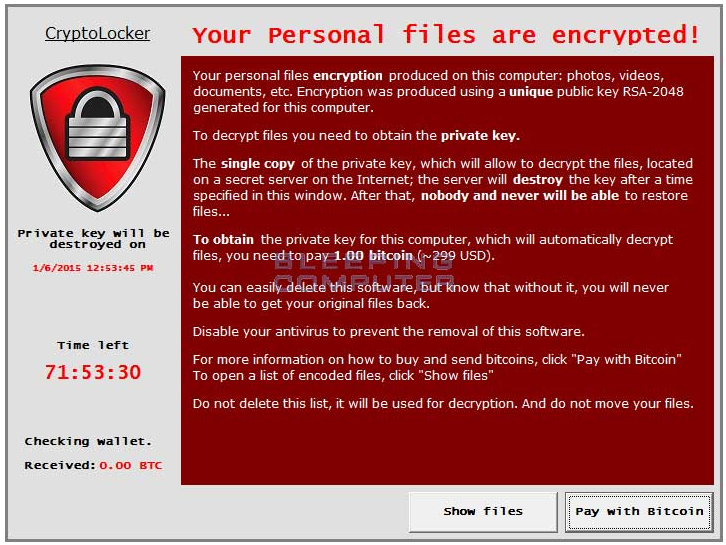 CryptoLocker
Your Personal files are encrypted!
Your personal files encryption produced on this computer: photos, videos,
documents, etc. Encryption was produced using a unique public key RSA-2048
generated for this computer.
To decrypt files you need to obtain the private key.
The single copy of the private key, which will allow to decrypt the files, located
on a secret server on the Internet; the server will destroy the key after a time
specified in this window. After that, nobody and never will be able to restore
files...
To obtain the private key for this computer, which will automatically decrypt
files, you need to pay 1.00 bitcoin (~299 USD).
You can easily delete this software, but know that without it, you will never
be able to get your original files back.
Disable your antivirus to prevent the removal of this software.
For more information on how to buy and send bitcoins, click "Pay with Bitcoin"
To open a list of encoded files, click "Show files"
Do not delete this list, it will be used for decryption. And do not move your files.
BLEEPING
COMPUTER
Private key will be
destroyed on
1/6/2015 12:53:45 PM
Time left
71:53:30
Checking wallet.
Received: 0.00 BTC
Show files
Pay with Bitcoin